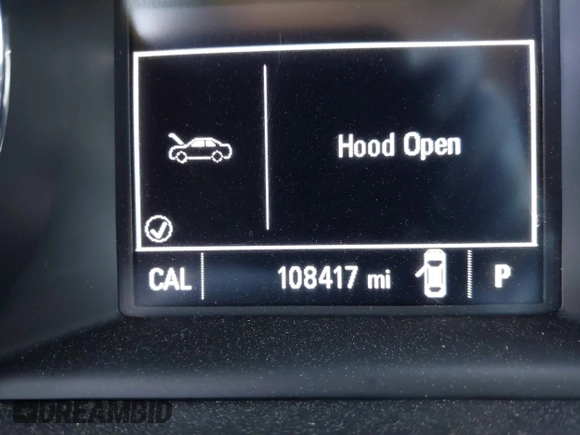 Hood Open
CAL 108417 mi P
DREAMBID